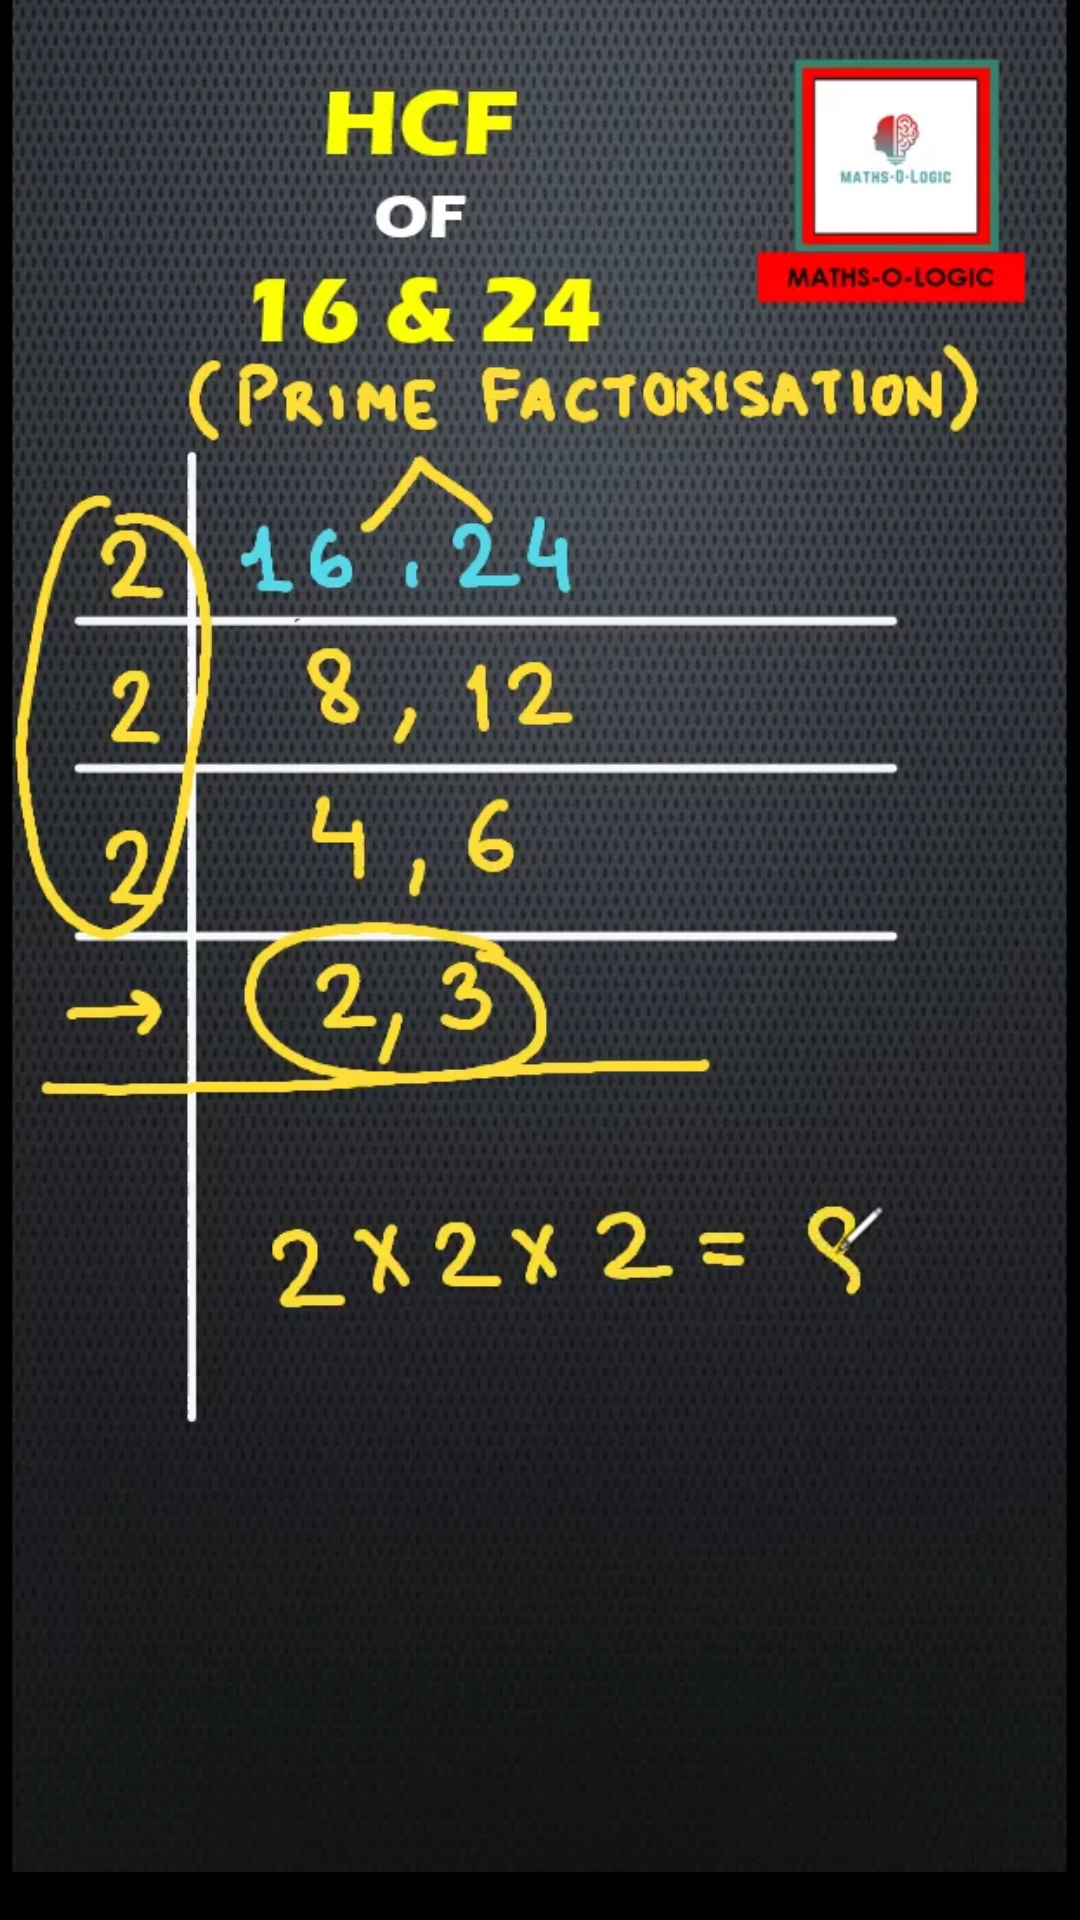 HCF
OF
16 & 24
MATHS-O-LOGIC
MATHS-O-LOGIC
(PRIME FACTORISATION)
2 16 , 24
2 8 , 12
2 4 , 6
→ 2, 3
2 × 2 × 2 = 8